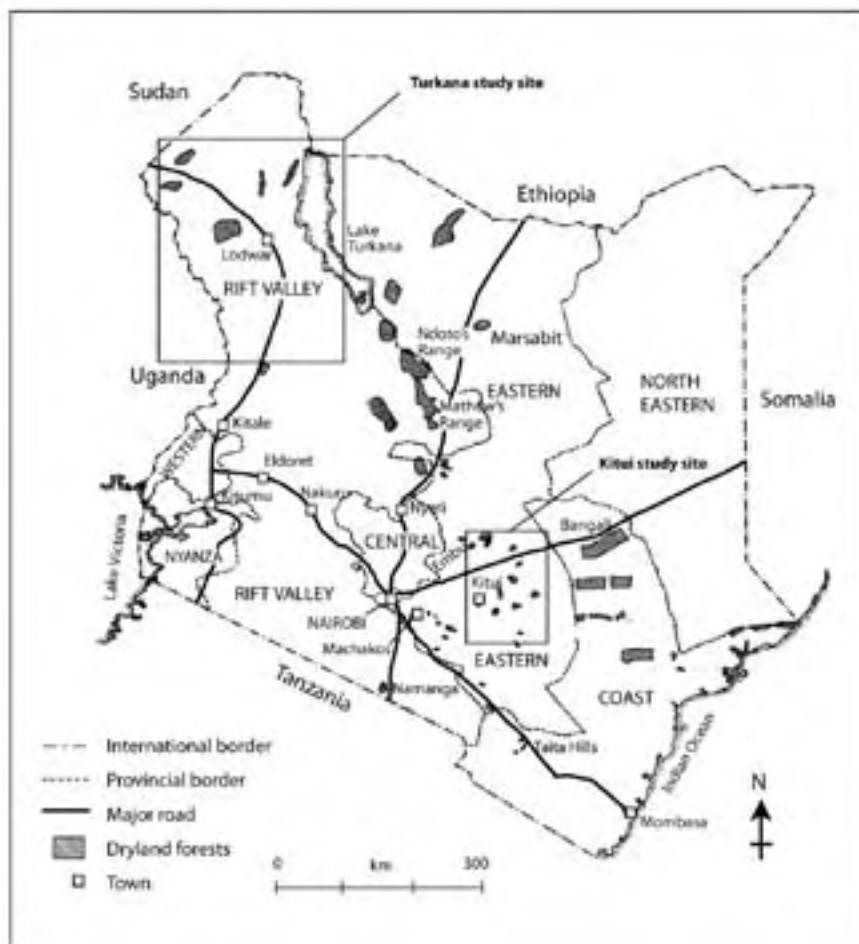 Sudan
Turkana study site
Ethiopia
Lake
Turkana
Lodwar
RIFT VALLEY
Ndoto's
Range
Marsabit
Uganda
EASTERN
NORTH
EASTERN
Somalia
Mathew's
Range
Kitale
WESTERN
Kitui study site
Eldoret
Kisumu
Nakuru
Nyeri
Bangali
CENTRAL
Embu
Lake Victoria
NYANZA
Kitui
RIFT VALLEY
NAIROBI
Machakos
EASTERN
Tanzania
Namanga
COAST
Indian Ocean
Taita Hills
International border
Provincial border
Major road
Dryland forests
Town
0 300
km
N
Mombasa